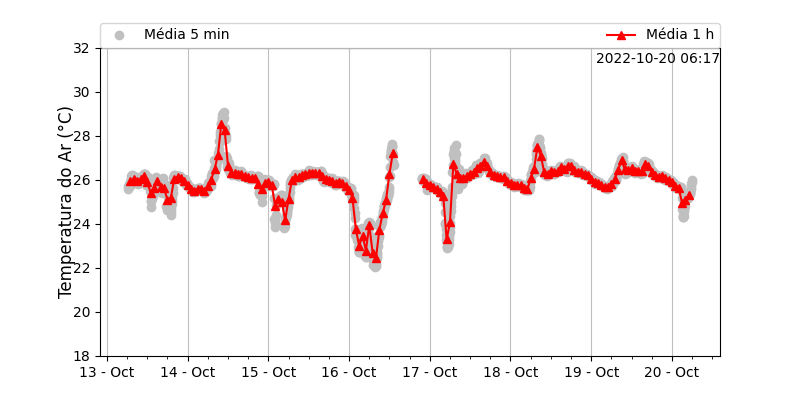 Média 5 min
Média 1 h
2022-10-20 06:17
Temperatura do Ar (°C)
32
30
28
26
24
22
20
18
13 - Oct
14 - Oct
15 - Oct
16 - Oct
17 - Oct
18 - Oct
19 - Oct
20 - Oct